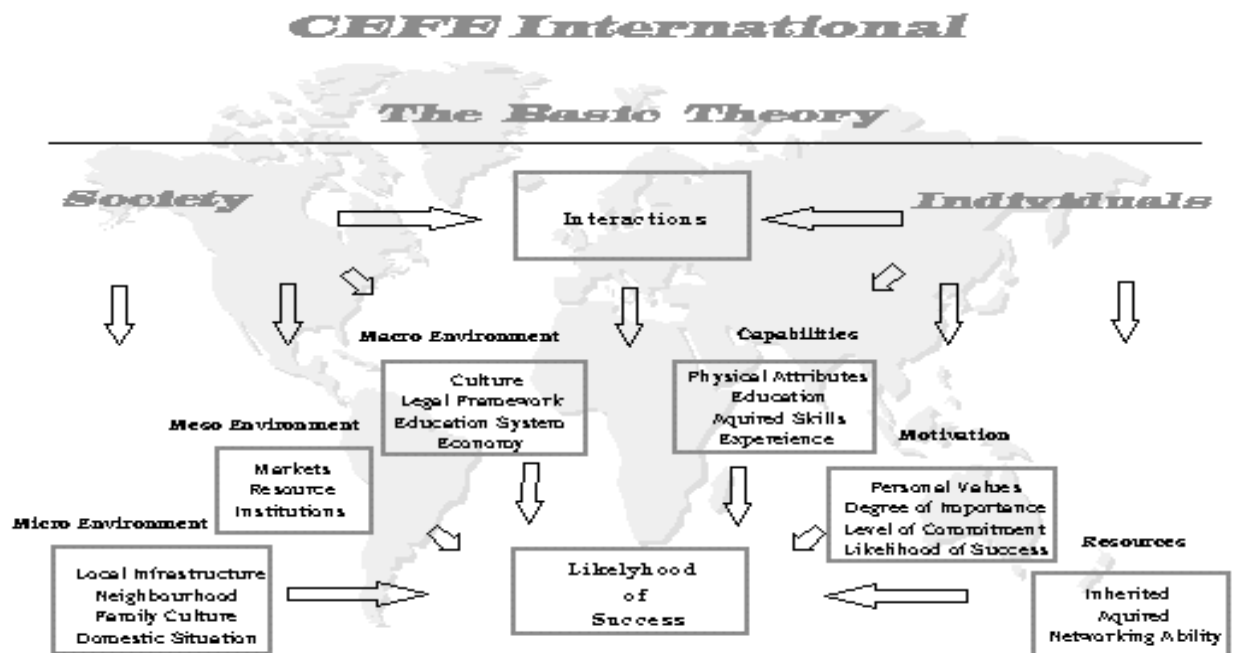 CEFE International
The Basic Theory
Society
Interactions
Individuals
Macro Environment
Culture
Legal Framework
Education System
Economy
Capabilities
Physical Attributes
Education
Aquired Skills
Expereience
Meso Environment
Markets
Resource
Institutions
Motivation
Personal Values
Degree of Importance
Level of Commitment
Likelihood of Success
Micro Environment
Local Infrastructure
Neighbourhood
Family Culture
Domestic Situation
Likelyhood
of
Success
Resources
Inherited
Aquired
Networking Ability